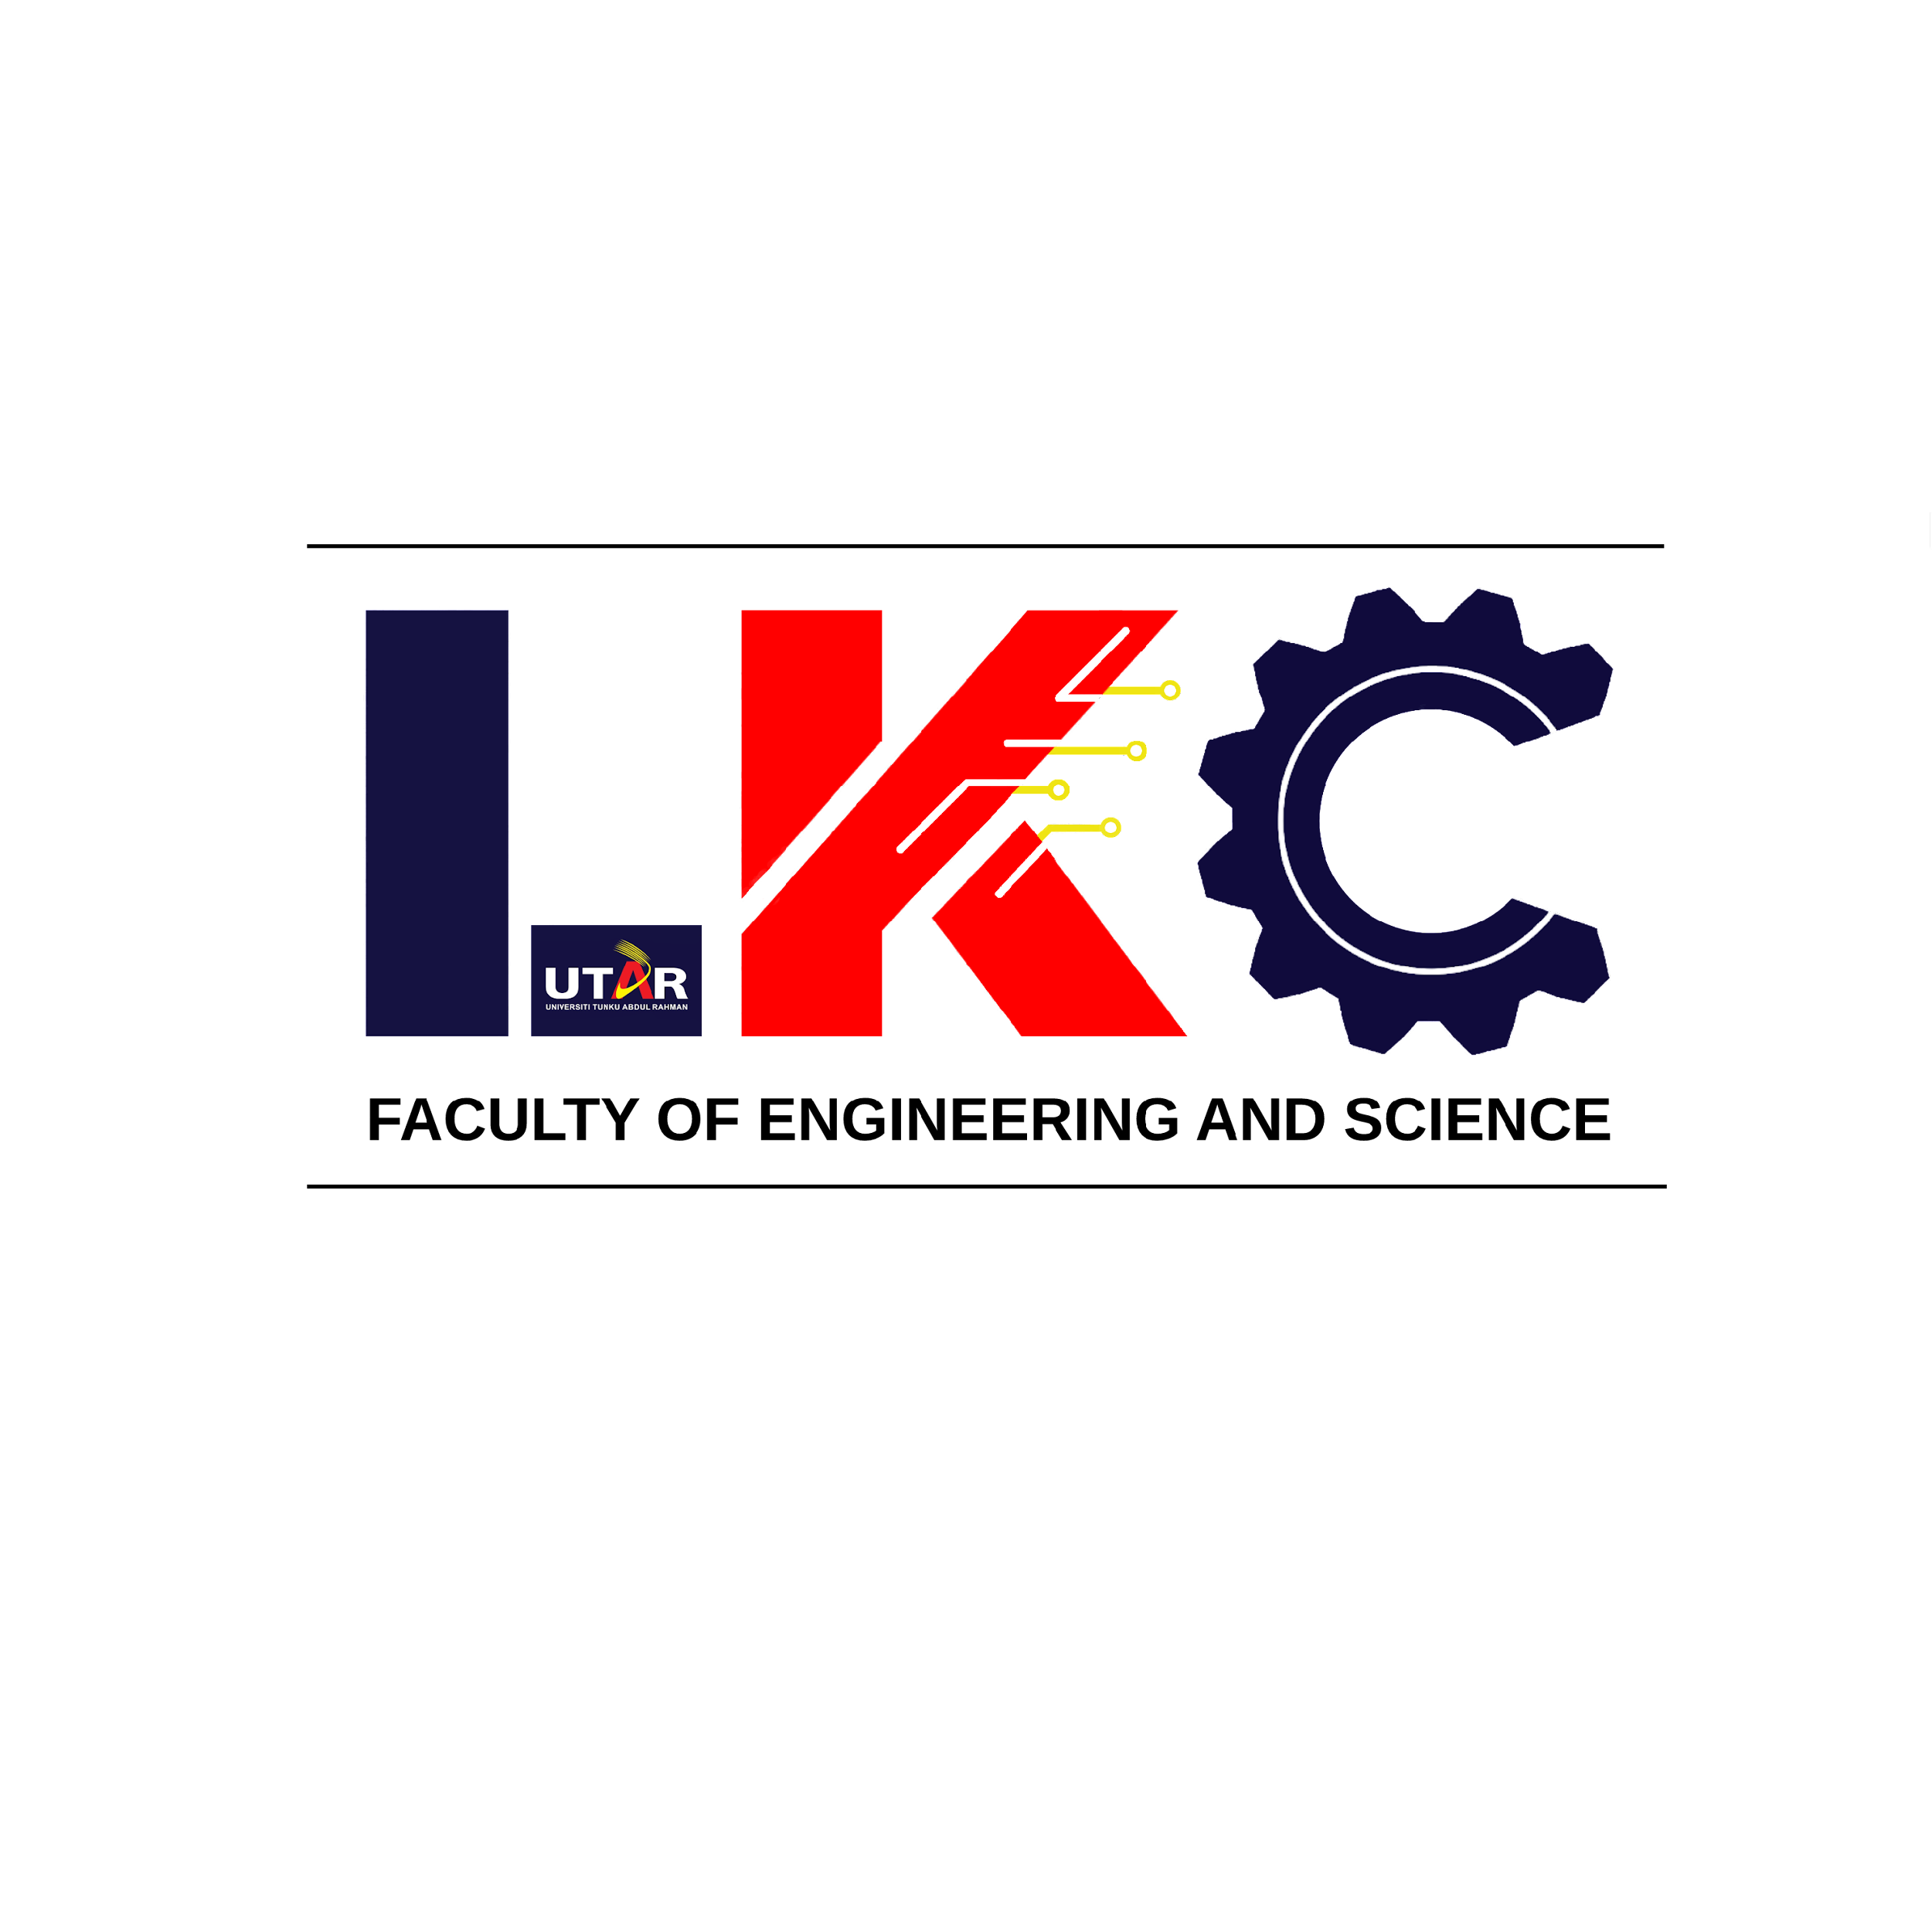 LKC
UTAR
UNIVERSITI TUNKU ABDUL RAHMAN
FACULTY OF ENGINEERING AND SCIENCE